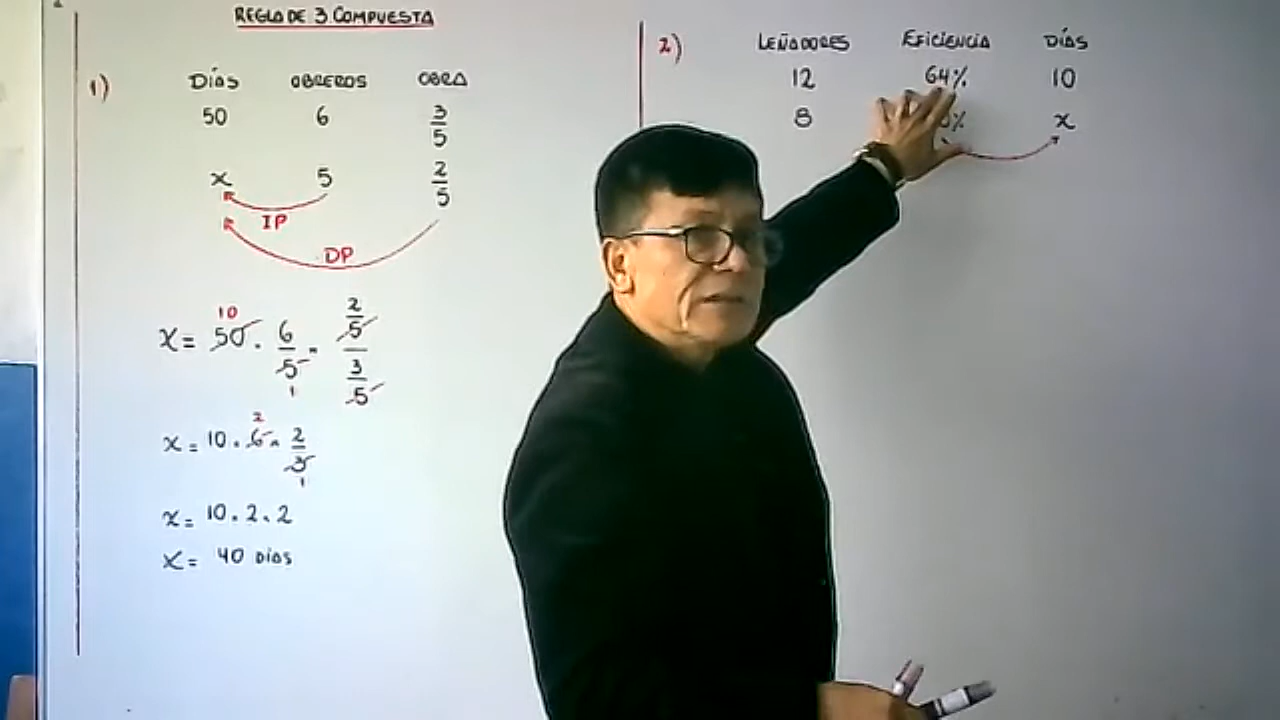 REGLA DE 3 COMPUESTA
1)
DÍAS OBREROS OBRA
50 6 3/5
x 5 2/5
IP
DP
10
x = 50 . 6/5 . 2/5 / 3/5
1
2
x = 10 . 6 . 2/3
1
x = 10 . 2 . 2
x = 40 DÍAS
2)
LEÑADORES EFICIENCIA DÍAS
12 64% 10
8 % x